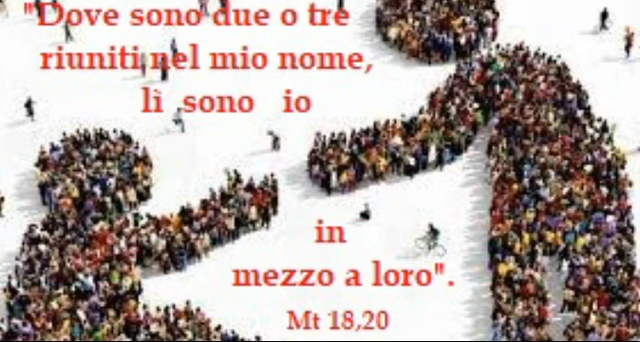 "Dove sono due o tre
riuniti nel mio nome,
lì sono io
in
mezzo a loro".
Mt 18,20